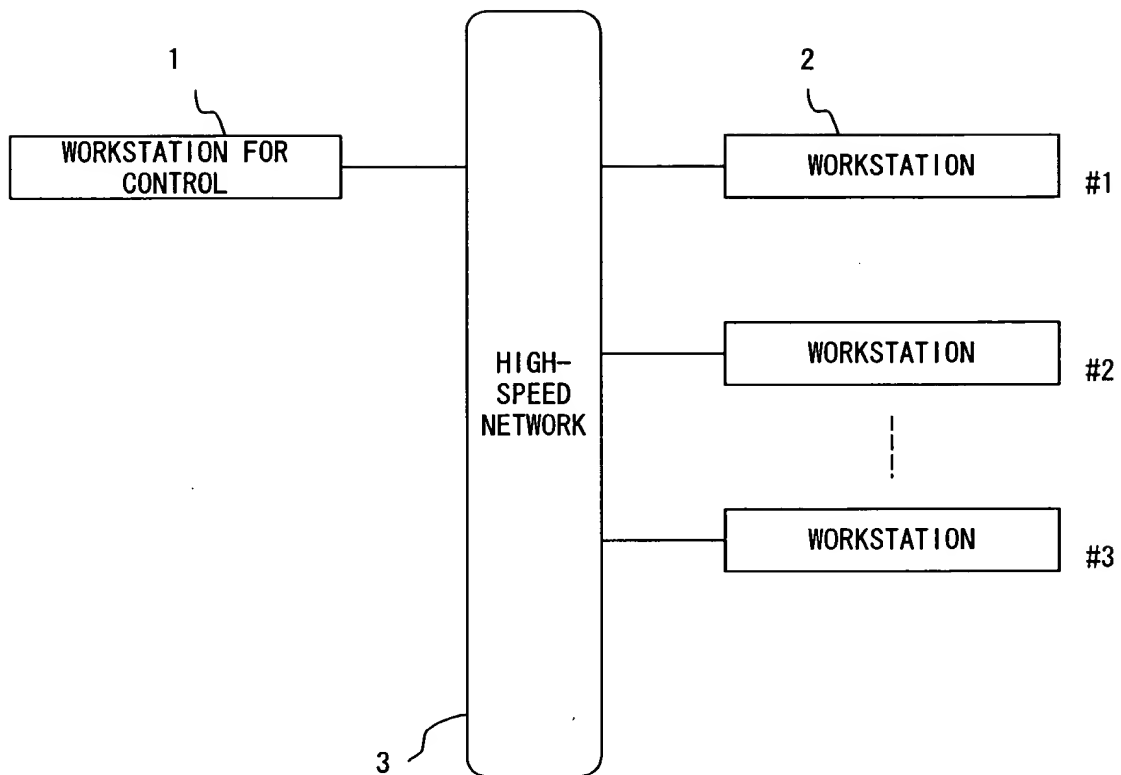 1
2
WORKSTATION FOR
CONTROL
WORKSTATION
#1
HIGH-
SPEED
NETWORK
WORKSTATION
#2
WORKSTATION
#3
3